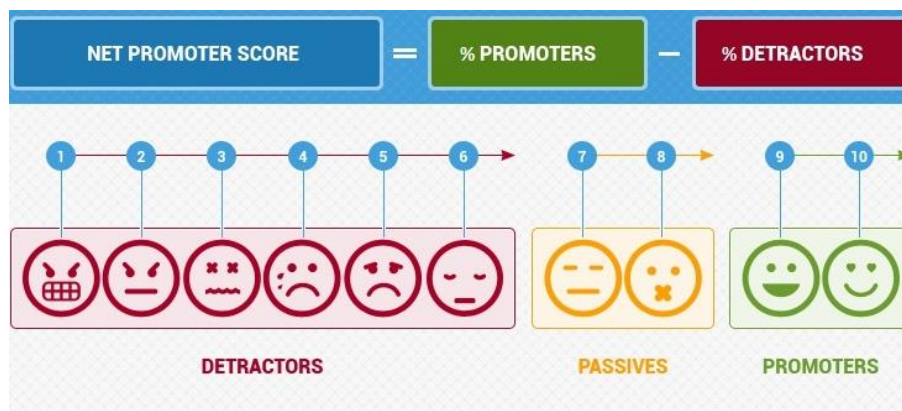 NET PROMOTER SCORE = % PROMOTERS − % DETRACTORS
1 2 3 4 5 6 7 8 9 10
DETRACTORS PASSIVES PROMOTERS